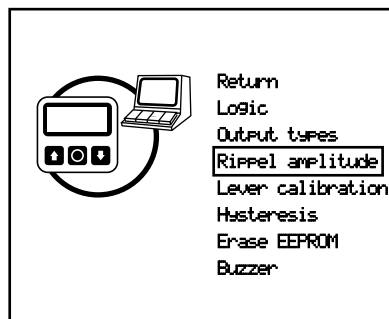 Return
Logic
Output types
Rippel amplitude
Lever calibration
Hysteresis
Erase EEPROM
Buzzer